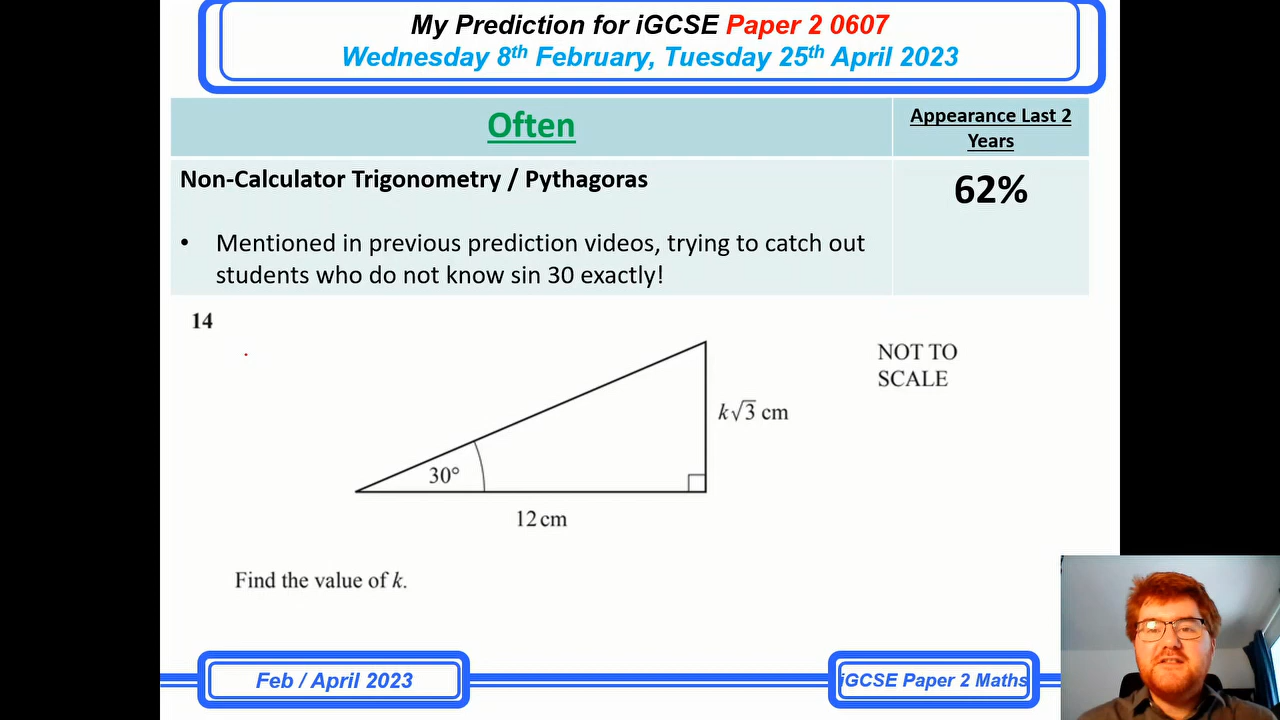 My Prediction for iGCSE Paper 2 0607
Wednesday 8th February, Tuesday 25th April 2023
Often
Appearance Last 2
Years
Non-Calculator Trigonometry / Pythagoras
62%
• Mentioned in previous prediction videos, trying to catch out
students who do not know sin 30 exactly!
14
NOT TO
SCALE
k√3 cm
30°
12 cm
Find the value of k.
Feb / April 2023
iGCSE Paper 2 Maths